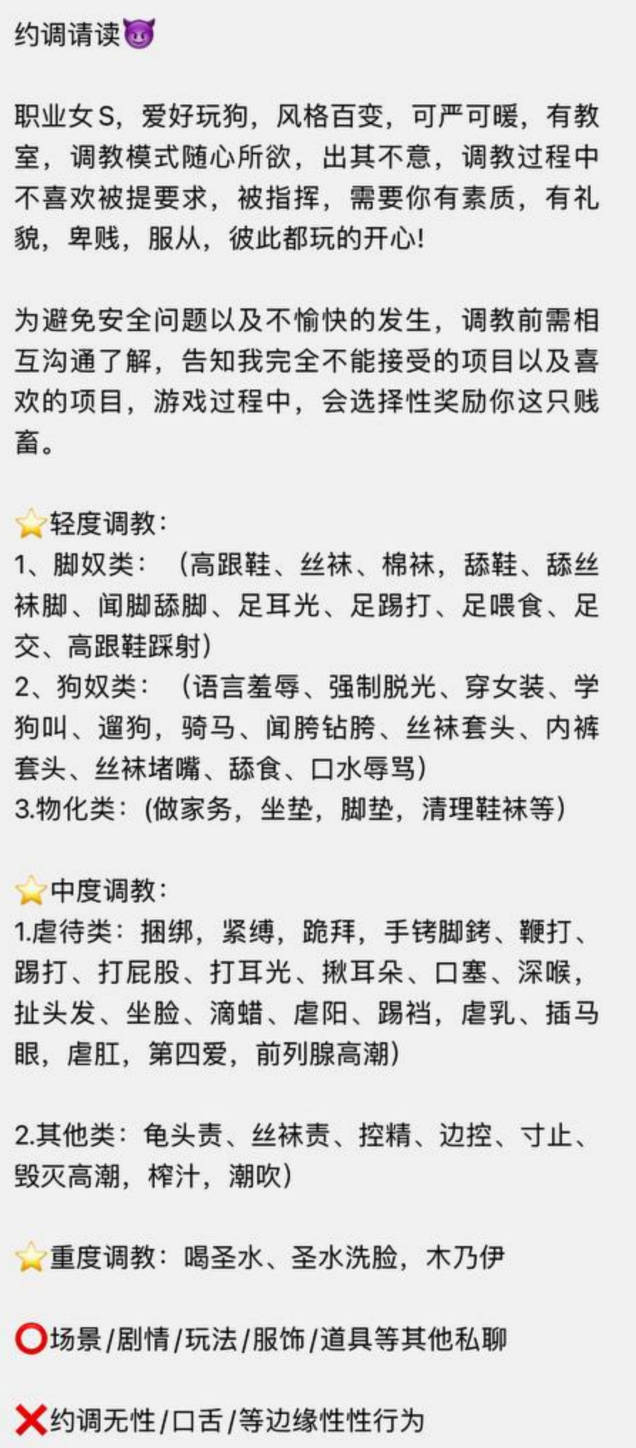 约调请读😈
职业女S，爱好玩狗，风格百变，可严可暖，有教
室，调教模式随心所欲，出其不意，调教过程中
不喜欢被提要求，被指挥，需要你有素质，有礼
貌，卑贱，服从，彼此都玩的开心!
为避免安全问题以及不愉快的发生，调教前需相
互沟通了解，告知我完全不能接受的项目以及喜
欢的项目，游戏过程中，会选择性奖励你这只贱
畜。
⭐轻度调教：
1、脚奴类：（高跟鞋、丝袜、棉袜，舔鞋、舔丝
袜脚、闻脚舔脚、足耳光、足踢打、足喂食、足
交、高跟鞋踩射）
2、狗奴类：（语言羞辱、强制脱光、穿女装、学
狗叫、遛狗，骑马、闻胯钻胯、丝袜套头、内裤
套头、丝袜堵嘴、舔食、口水辱骂）
3.物化类：(做家务，坐垫，脚垫，清理鞋袜等）
⭐中度调教：
1.虐待类：捆绑，紧缚，跪拜，手铐脚銬、鞭打、
踢打、打屁股、打耳光、揪耳朵、口塞、深喉，
扯头发、坐脸、滴蜡、虐阳、踢裆，虐乳、插马
眼，虐肛，第四爱，前列腺高潮）
2.其他类：龟头责、丝袜责、控精、边控、寸止、
毁灭高潮，榨汁，潮吹）
⭐重度调教：喝圣水、圣水洗脸，木乃伊
⭕场景/剧情/玩法/服饰/道具等其他私聊
❌约调无性/口舌/等边缘性性行为